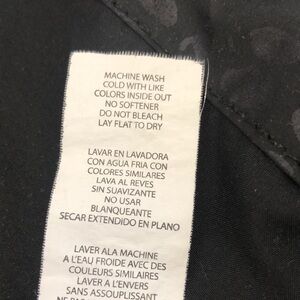 MACHINE WASH
COLD WITH LIKE
COLORS INSIDE OUT
NO SOFTENER
DO NOT BLEACH
LAY FLAT TO DRY
LAVAR EN LAVADORA
CON AGUA FRIA CON
COLORES SIMILARES
LAVA AL REVES
SIN SUAVIZANTE
NO USAR
BLANQUEANTE
SECAR EXTENDIDO EN PLANO
LAVER ALA MACHINE
A L'EAU FROIDE AVEC DES
COULEURS SIMILAIRES
LAVER A L'ENVERS
SANS ASSOUPLISSANT